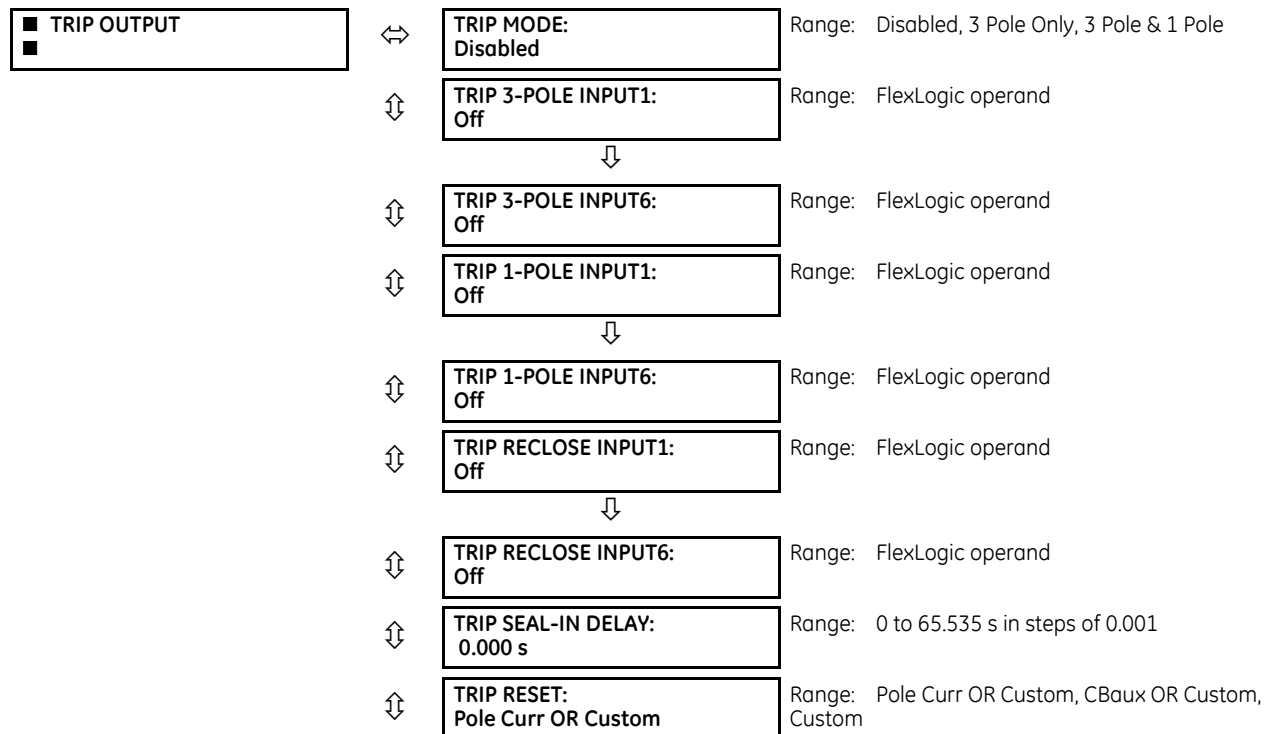 ■ TRIP OUTPUT
■
TRIP MODE:
Disabled
Range: Disabled, 3 Pole Only, 3 Pole & 1 Pole
TRIP 3-POLE INPUT1:
Off
Range: FlexLogic operand
TRIP 3-POLE INPUT6:
Off
Range: FlexLogic operand
TRIP 1-POLE INPUT1:
Off
Range: FlexLogic operand
TRIP 1-POLE INPUT6:
Off
Range: FlexLogic operand
TRIP RECLOSE INPUT1:
Off
Range: FlexLogic operand
TRIP RECLOSE INPUT6:
Off
Range: FlexLogic operand
TRIP SEAL-IN DELAY:
0.000 s
Range: 0 to 65.535 s in steps of 0.001
TRIP RESET:
Pole Curr OR Custom
Range: Pole Curr OR Custom, CBaux OR Custom,
Custom